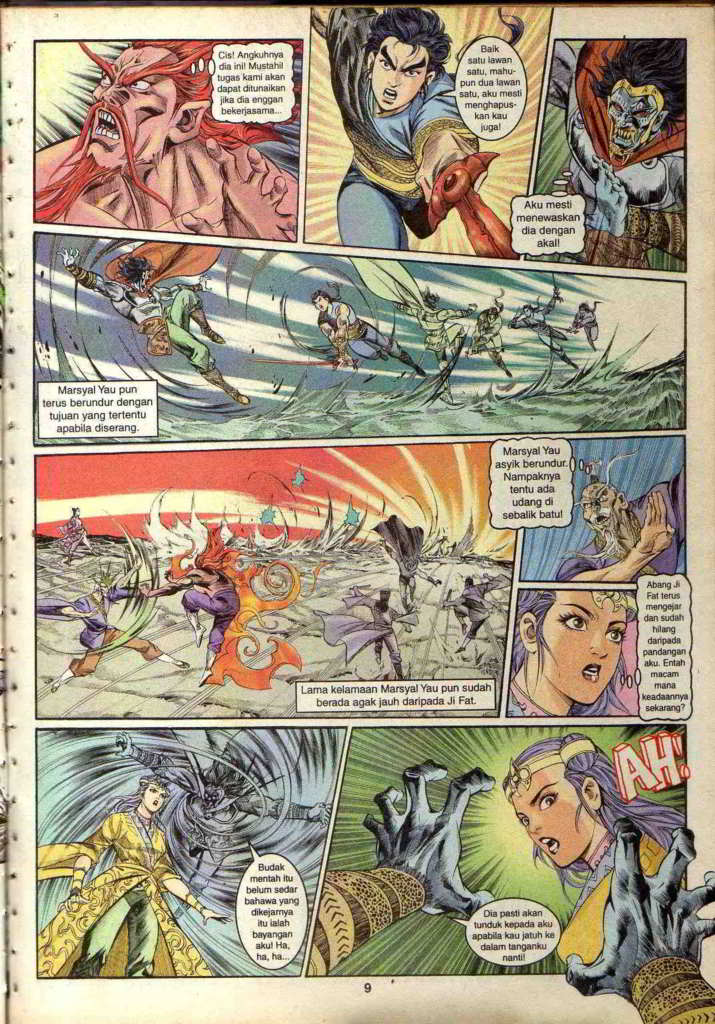 Cis! Angkuhnya
dia ini! Mustahil
tugas kami akan
dapat ditunaikan
jika dia enggan
bekerjasama...
Baik
satu lawan
satu, mahu-
pun dua lawan
satu, aku mesti
menghapus-
kan kau
juga!
Aku mesti
menewaskan
dia dengan
akal!
Marsyal Yau pun
terus berundur dengan
tujuan yang tertentu
apabila diserang.
Marsyal Yau
asyik berundur.
Nampaknya
tentu ada
udang di
sebalik batu!
Lama kelamaan Marsyal Yau pun sudah
berada agak jauh daripada Ji Fat.
Abang Ji
Fat terus
mengejar
dan sudah
hilang
daripada
pandangan
aku. Entah
macam
mana
keadaannya
sekarang?
Budak
mentah itu
belum sedar
bahawa yang
dikejarnya
itu ialah
bayangan
aku! Ha,
ha, ha...
AH!
Dia pasti akan
tunduk kepada aku
apabila kau jatuh ke
dalam tanganku
nanti!
9